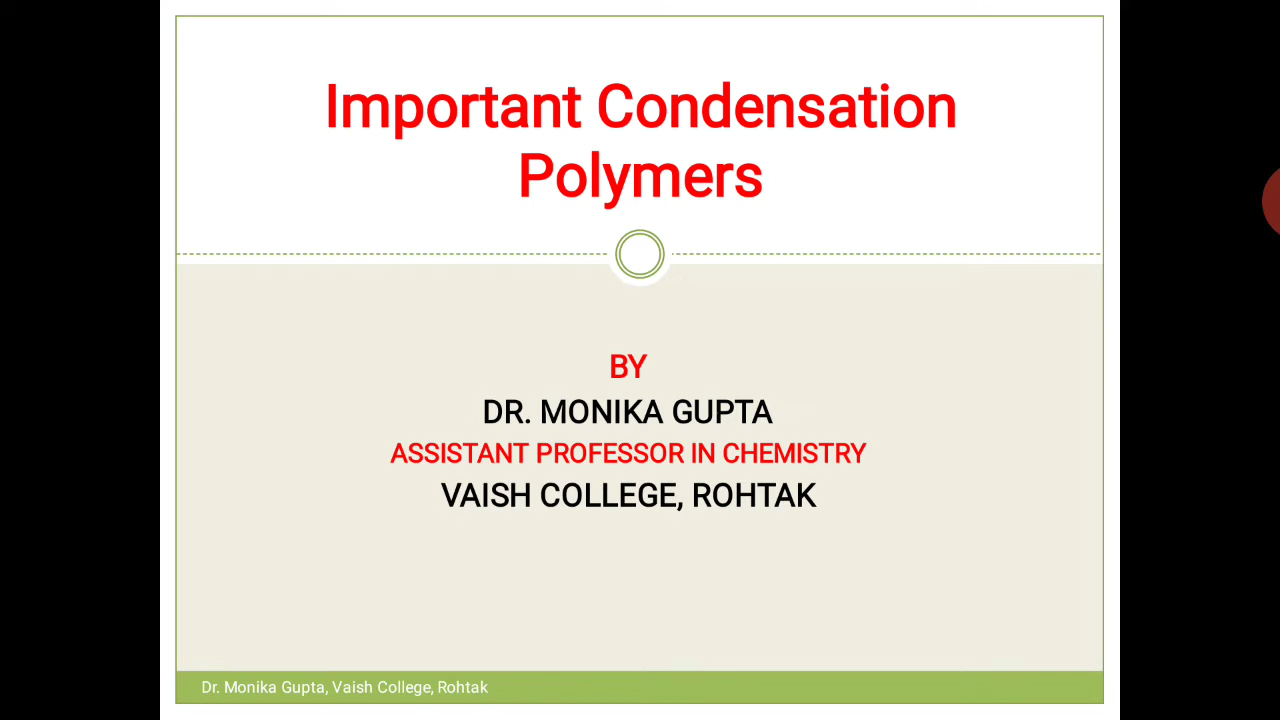 Important Condensation
Polymers
BY
DR. MONIKA GUPTA
ASSISTANT PROFESSOR IN CHEMISTRY
VAISH COLLEGE, ROHTAK
Dr. Monika Gupta, Vaish College, Rohtak